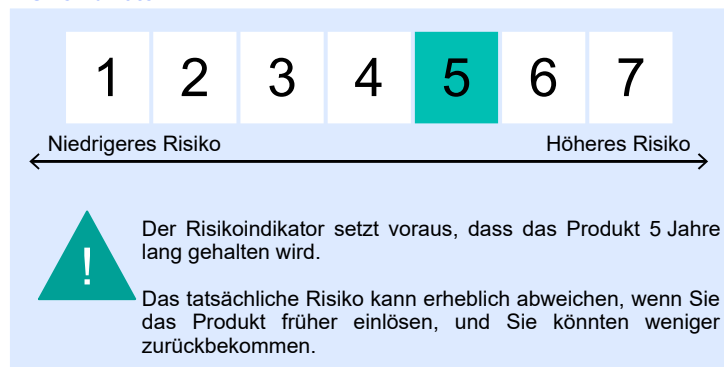 1 2 3 4 5 6 7
Niedrigeres Risiko Höheres Risiko
!
Der Risikoindikator setzt voraus, dass das Produkt 5 Jahre
lang gehalten wird.
Das tatsächliche Risiko kann erheblich abweichen, wenn Sie
das Produkt früher einlösen, und Sie könnten weniger
zurückbekommen.